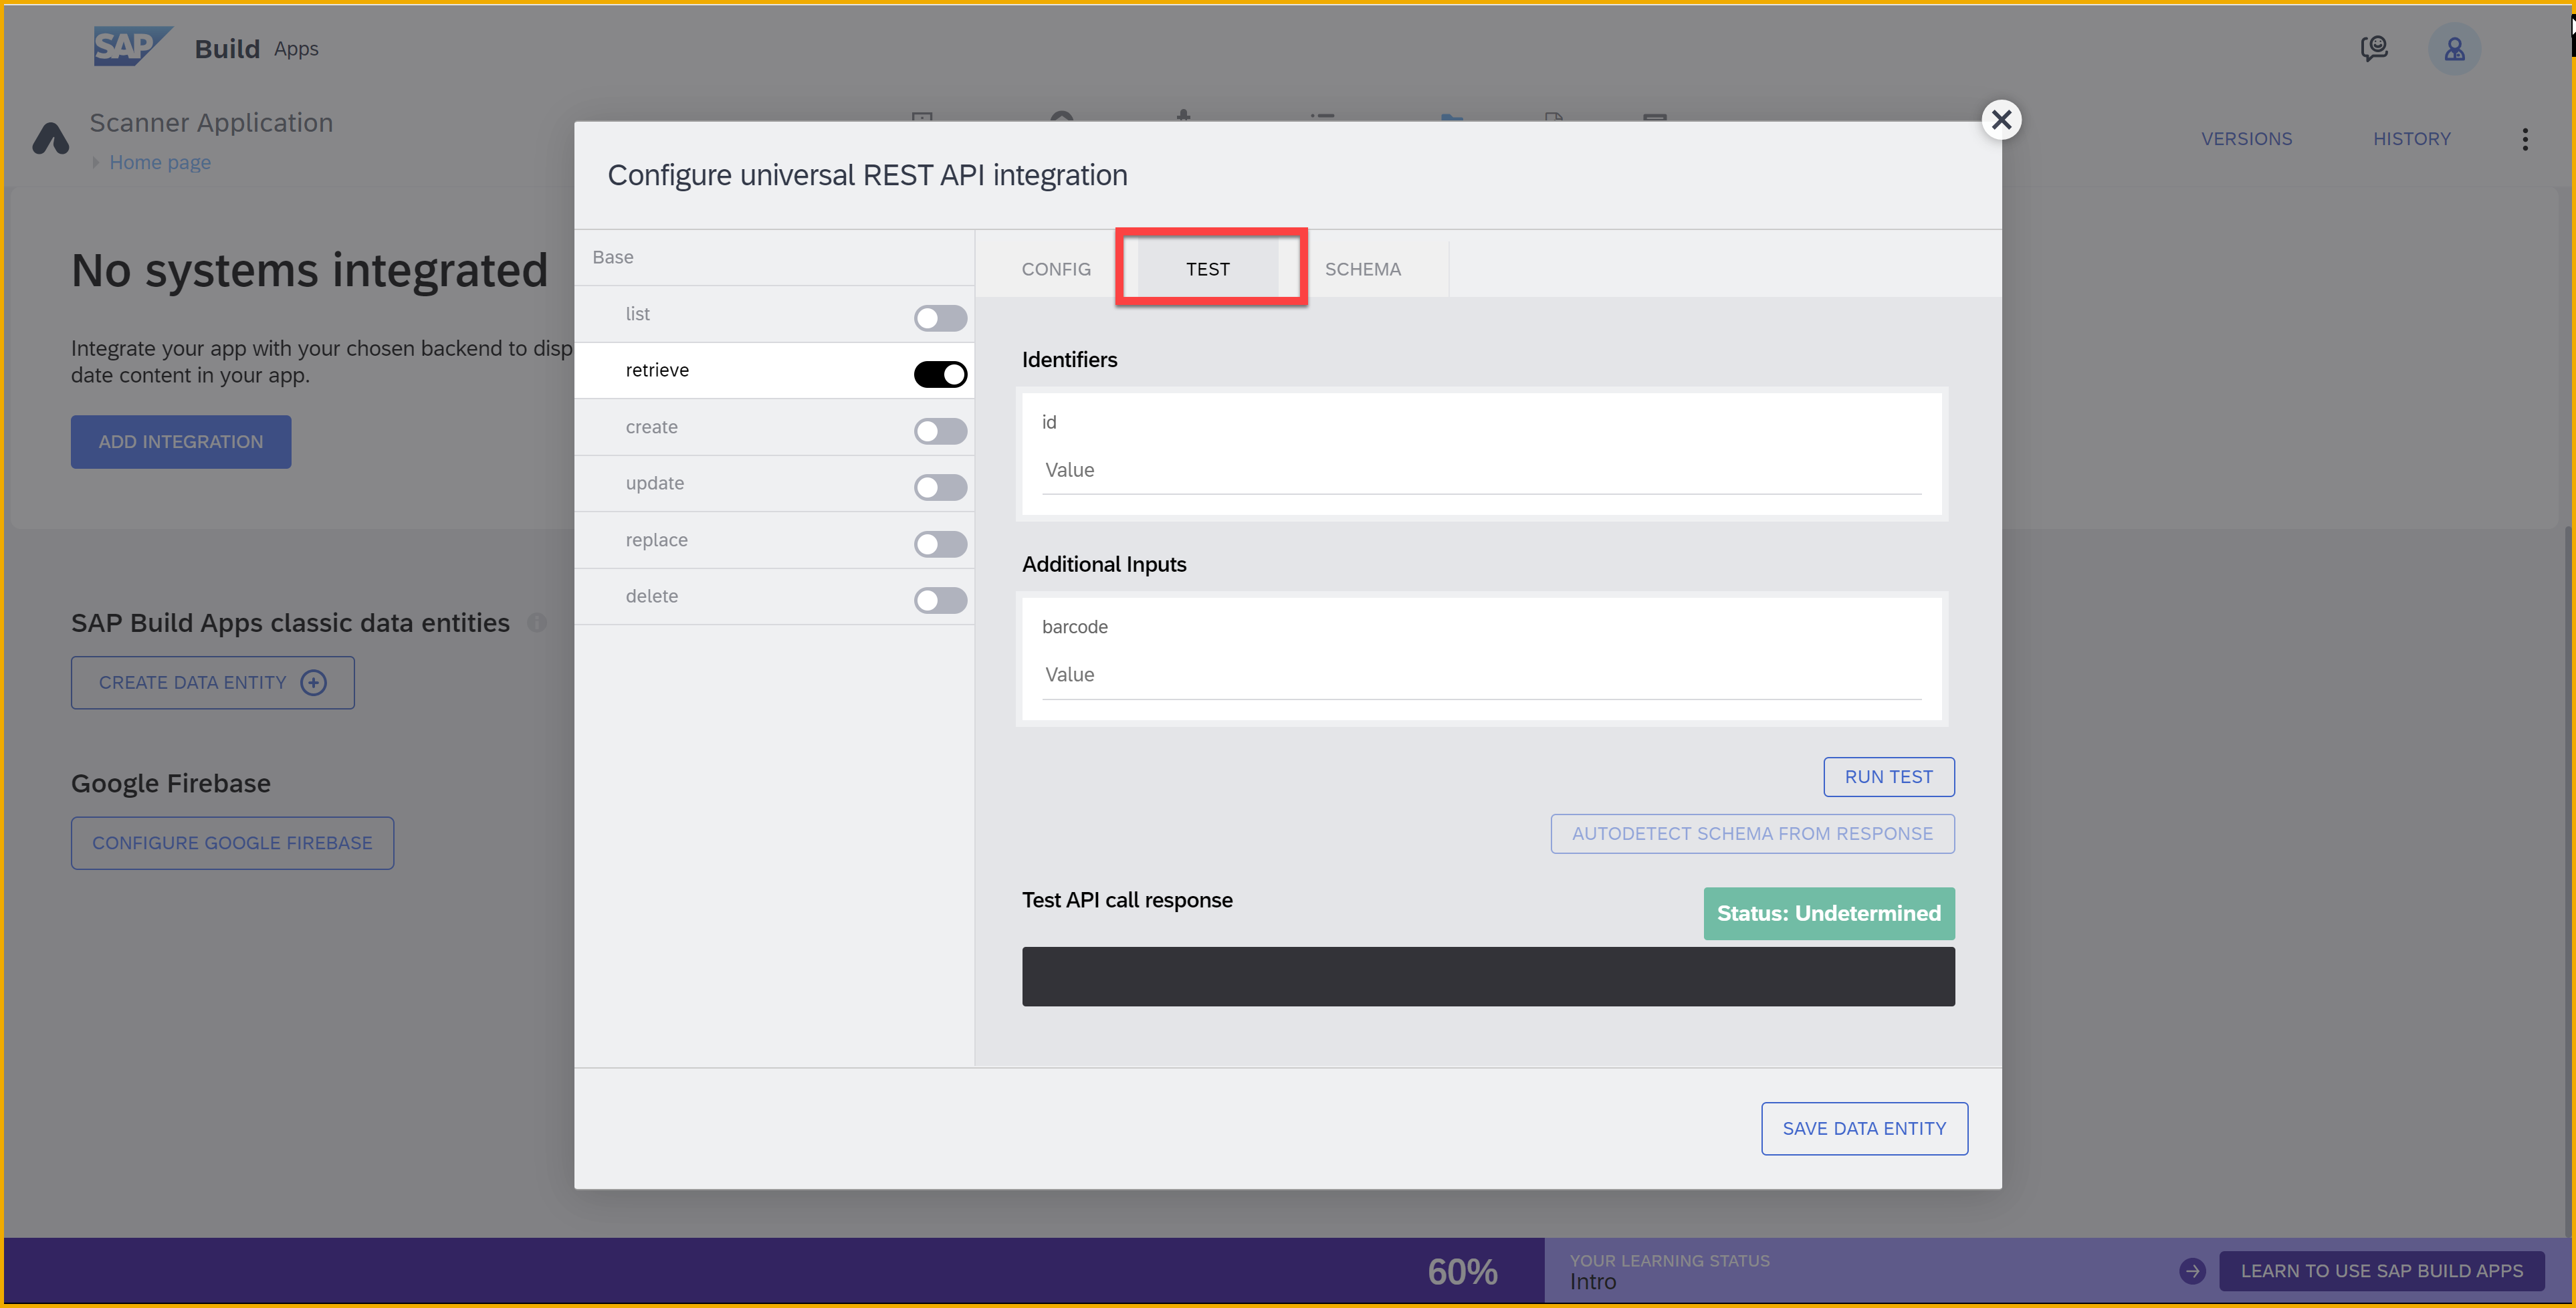 SAP Build Apps
Scanner Application
Home page
VERSIONS
HISTORY
No systems integrated
Integrate your app with your chosen backend to disp
date content in your app.
ADD INTEGRATION
SAP Build Apps classic data entities
CREATE DATA ENTITY
Google Firebase
CONFIGURE GOOGLE FIREBASE
Configure universal REST API integration
Base
list
retrieve
create
update
replace
delete
CONFIG
TEST
SCHEMA
Identifiers
id
Value
Additional Inputs
barcode
Value
RUN TEST
AUTODETECT SCHEMA FROM RESPONSE
Test API call response
Status: Undetermined
SAVE DATA ENTITY
60%
YOUR LEARNING STATUS
Intro
LEARN TO USE SAP BUILD APPS